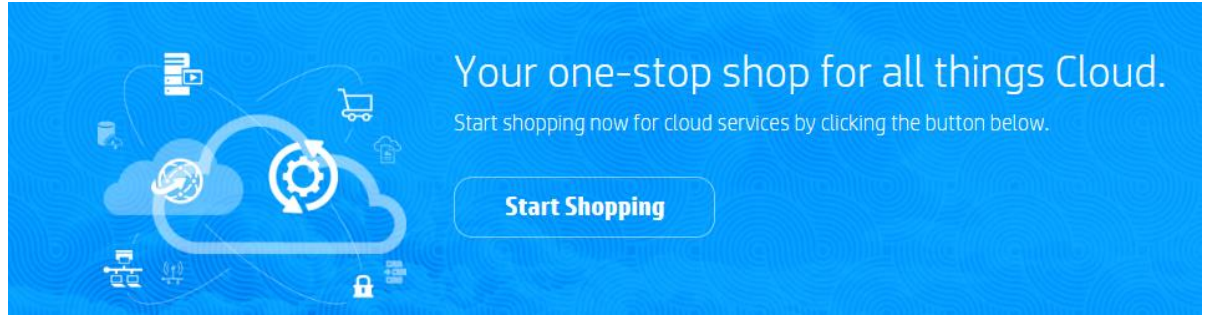 Your one-stop shop for all things Cloud.
Start shopping now for cloud services by clicking the button below.
Start Shopping